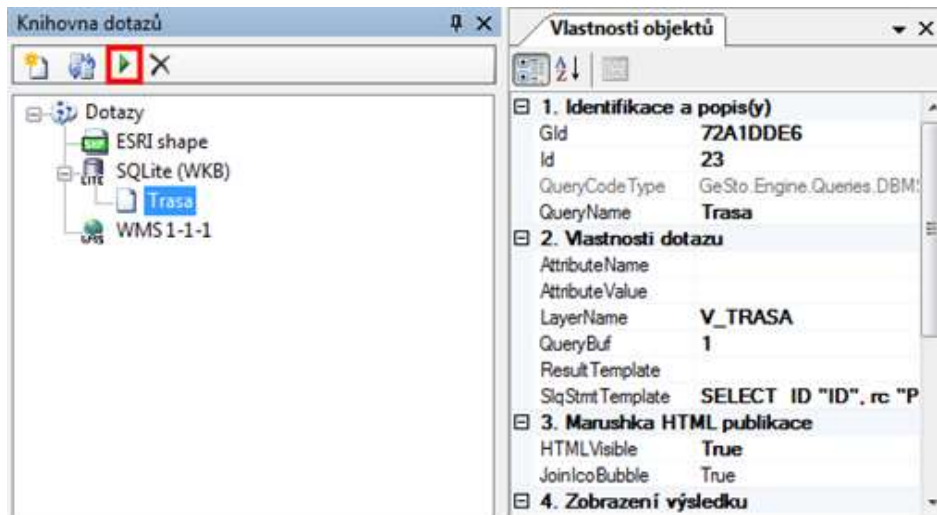 Knihovna dotazů
Dotazy
ESRI shape
SQLite (WKB)
Trasa
WMS 1-1-1
Vlastnosti objektů
1. Identifikace a popis(y)
GId 72A1DDE6
Id 23
QueryCodeType GeSto.Engine.Queries.DBMS
QueryName Trasa
2. Vlastnosti dotazu
AttributeName
AttributeValue
LayerName V_TRASA
QueryBuf 1
ResultTemplate
SlqStmtTemplate SELECT ID "ID", rc "P
3. Marushka HTML publikace
HTMLVisible True
JoinIcoBubble True
4. Zobrazení výsledku